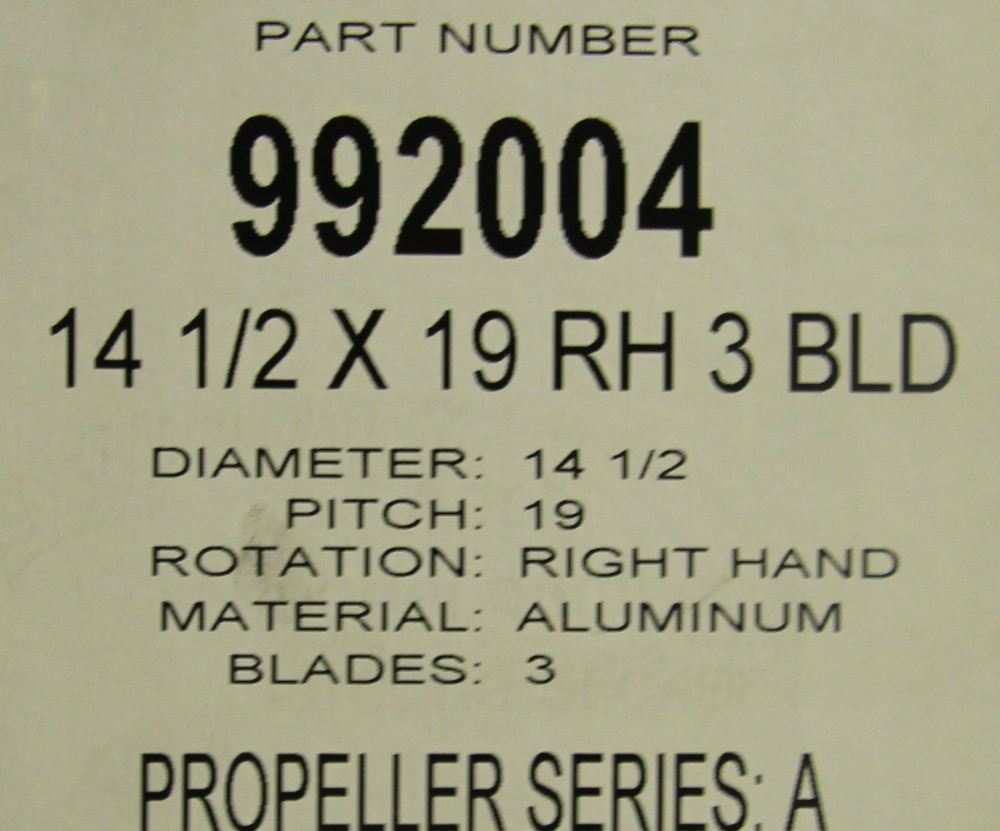 PART NUMBER
992004
14 1/2 X 19 RH 3 BLD
DIAMETER: 14 1/2
PITCH: 19
ROTATION: RIGHT HAND
MATERIAL: ALUMINUM
BLADES: 3
PROPELLER SERIES: A